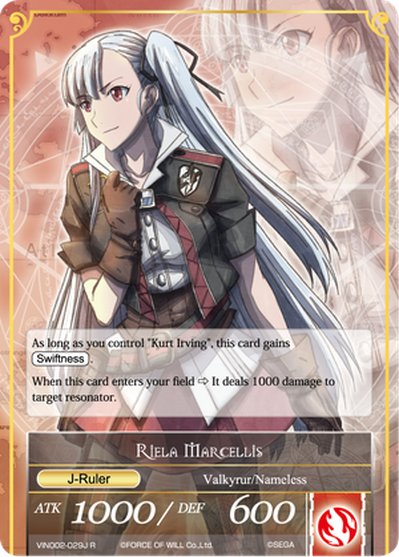 As long as you control "Kurt Irving", this card gains
Swiftness .
When this card enters your field ⇨ It deals 1000 damage to
target resonator.
Riela Marcellis
J-Ruler Valkyrur/Nameless
ATK 1000 / DEF 600
VIN002-029J R ©FORCE OF WILL Co.,Ltd. ©SEGA